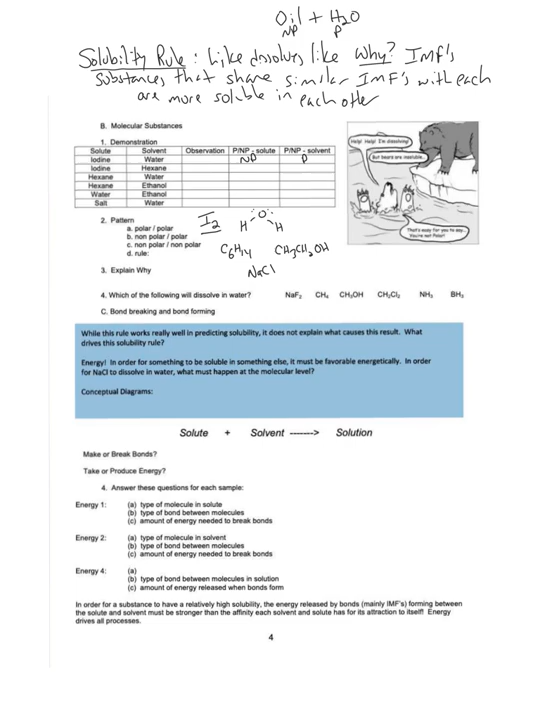 Oil + H2O
NP P
Solubility Rule : Like dissolves like Why? IMF's
substances that share similar IMF's with each
are more soluble in each other
B. Molecular Substances
1. Demonstration
Solute Solvent Observation P/NP - solute P/NP - solvent
Iodine Water NP P
Iodine Hexane
Hexane Water
Hexane Ethanol
Water Ethanol
Salt Water
Help! Help! I'm dissolving!
But bears are insoluble.
That's easy for you to say.
You're not Polar!
2. Pattern
a. polar / polar
b. non polar / polar
c. non polar / non polar
d. rule:
I2 H O H
C6H14 CH3CH2OH
NaCl
3. Explain Why
4. Which of the following will dissolve in water? NaF2 CH4 CH3OH CH2Cl2 NH3 BH3
C. Bond breaking and bond forming
While this rule works really well in predicting solubility, it does not explain what causes this result. What
drives this solubility rule?
Energy! In order for something to be soluble in something else, it must be favorable energetically. In order
for NaCl to dissolve in water, what must happen at the molecular level?
Conceptual Diagrams:
Solute + Solvent -------> Solution
Make or Break Bonds?
Take or Produce Energy?
4. Answer these questions for each sample:
Energy 1: (a) type of molecule in solute
(b) type of bond between molecules
(c) amount of energy needed to break bonds
Energy 2: (a) type of molecule in solvent
(b) type of bond between molecules
(c) amount of energy needed to break bonds
Energy 4: (a)
(b) type of bond between molecules in solution
(c) amount of energy released when bonds form
In order for a substance to have a relatively high solubility, the energy released by bonds (mainly IMF's) forming between
the solute and solvent must be stronger than the affinity each solvent and solute has for its attraction to itself! Energy
drives all processes.
4